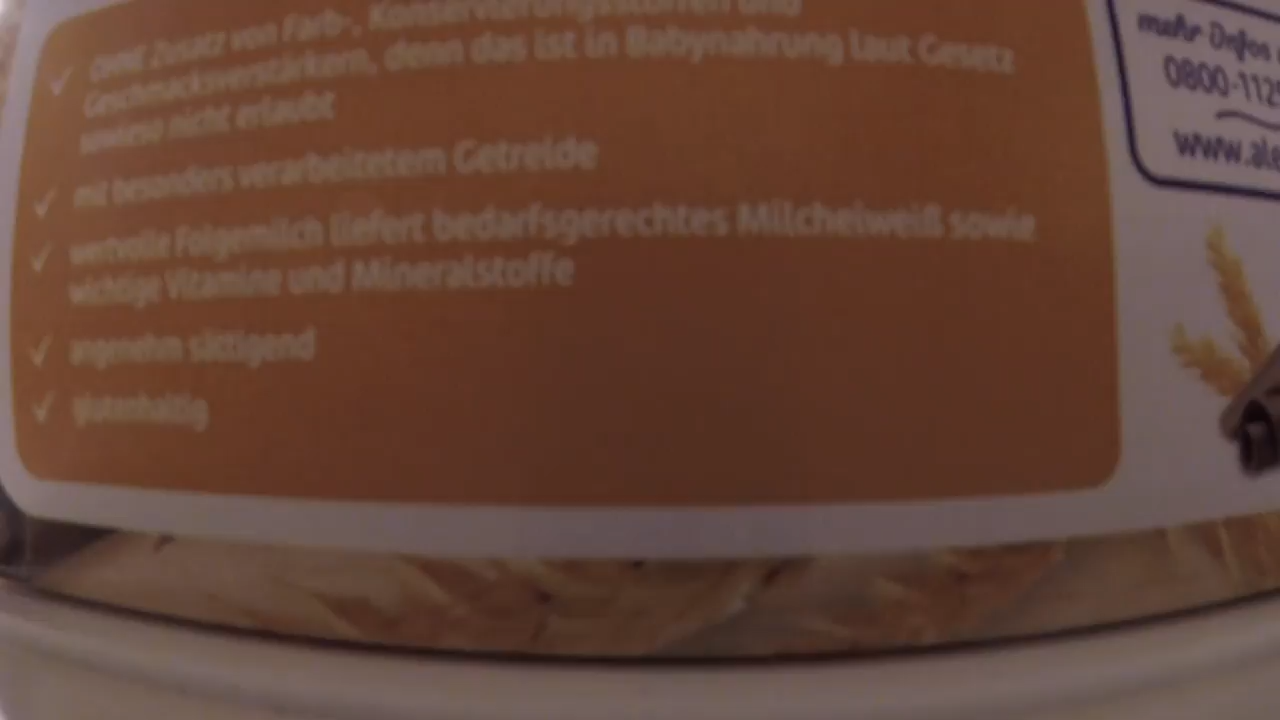 ohne Zusatz von Farb-, Konservierungsstoffen und
Geschmacksverstärkern, denn das ist in Babynahrung laut Gesetz
sowieso nicht erlaubt
mit besonders verarbeitetem Getreide
wertvolle Folgemilch liefert bedarfsgerechtes Milcheiweiß sowie
wichtige Vitamine und Mineralstoffe
angenehm sättigend
glutenhaltig
mehr Infos
0800-112
www.ale